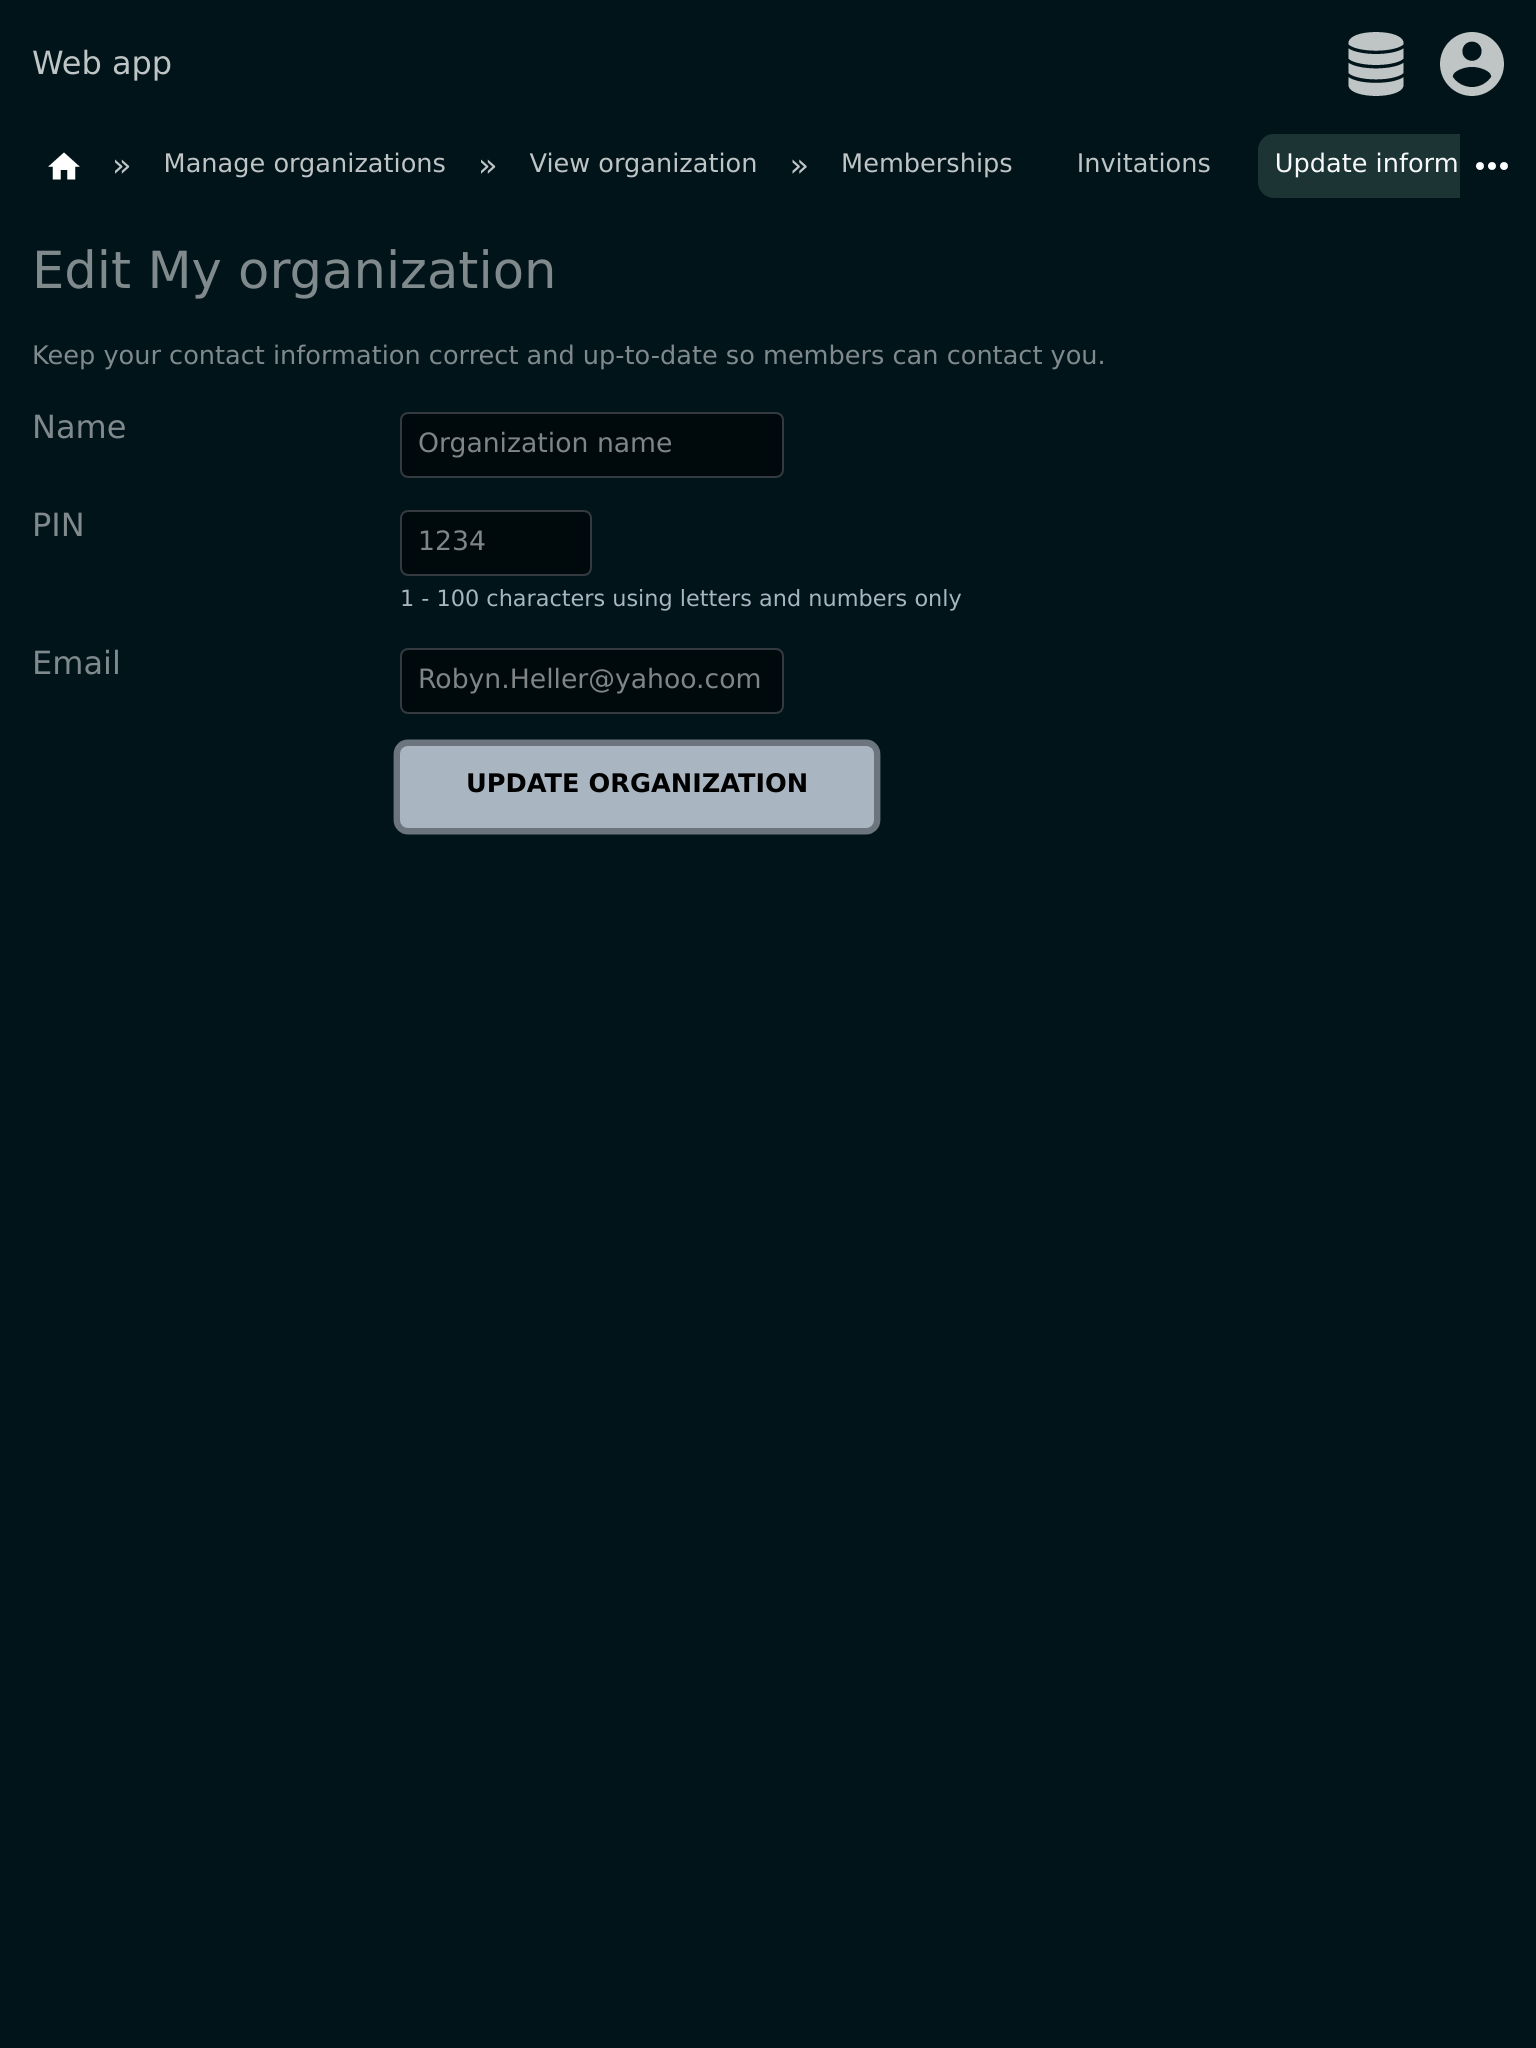 Web app
» Manage organizations » View organization » Memberships Invitations Update inform •••
Edit My organization
Keep your contact information correct and up-to-date so members can contact you.
Name
Organization name
PIN
1234
1 - 100 characters using letters and numbers only
Email
Robyn.Heller@yahoo.com
UPDATE ORGANIZATION